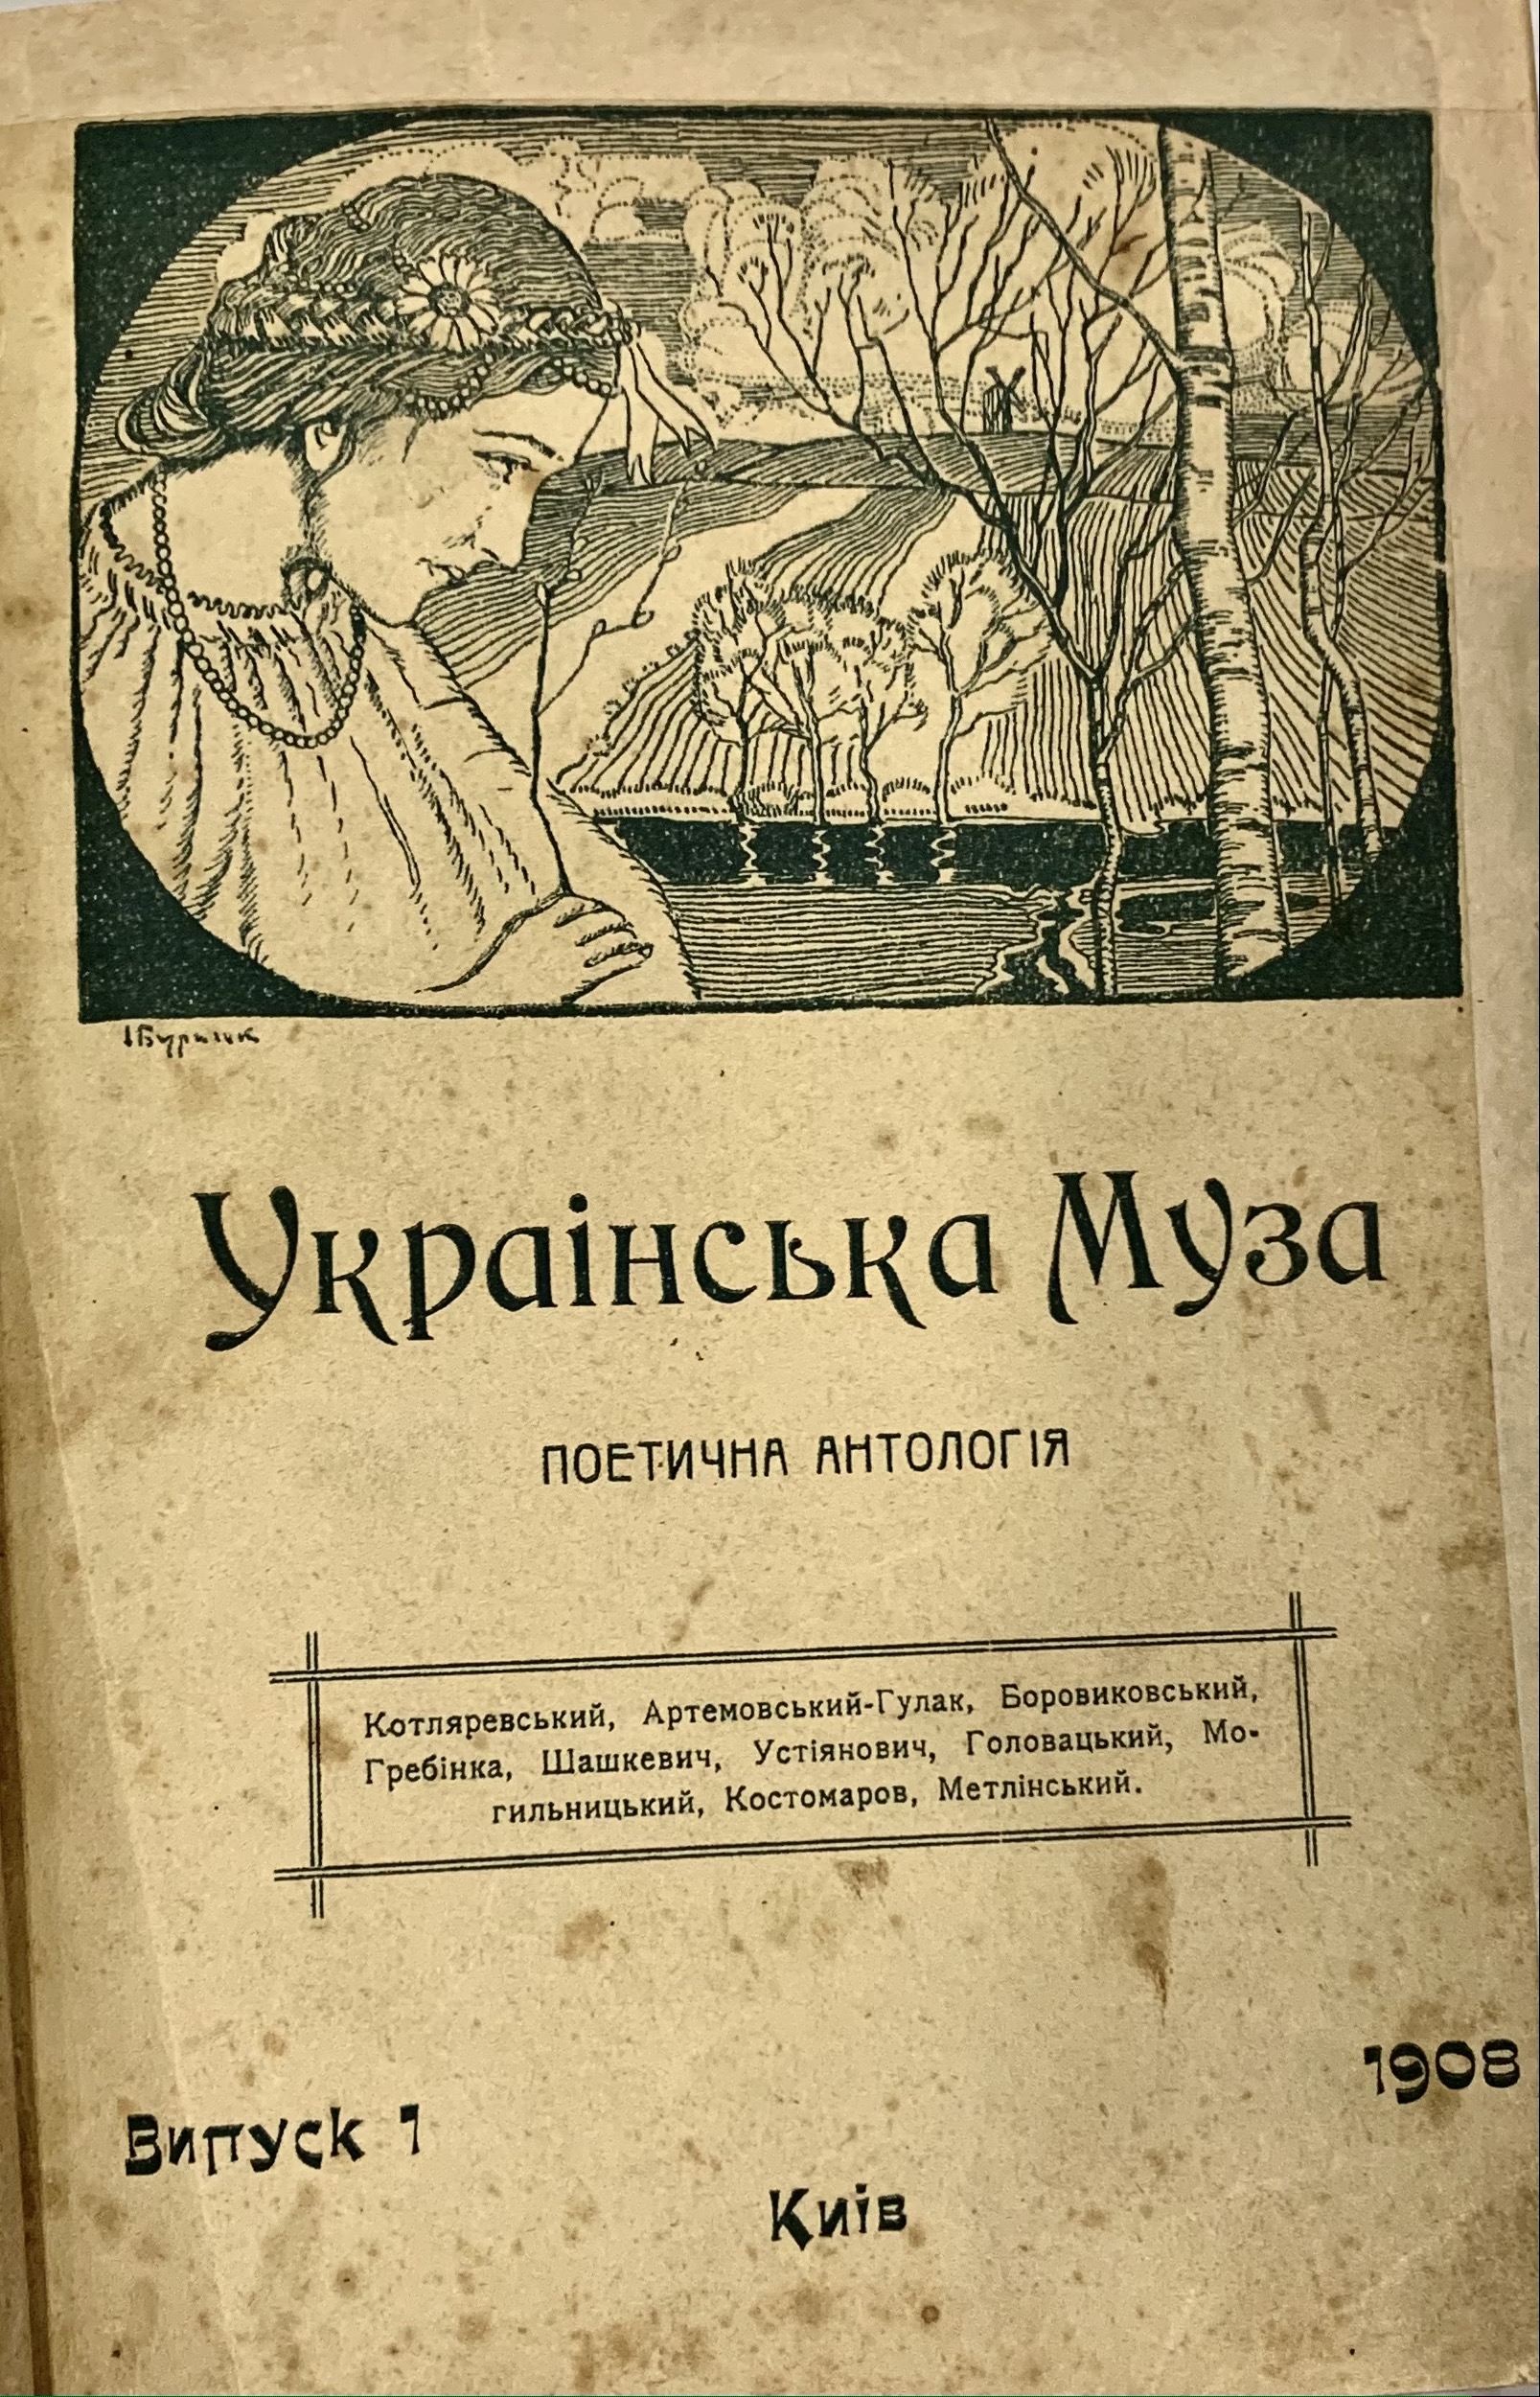 І Бурячок
Українська Муза
ПОЕТИЧНА АНТОЛОГІЯ
Котляревський, Артемовський-Гулак, Боровиковський,
Гребінка, Шашкевич, Устіянович, Головацький, Мо-
гильницький, Костомаров, Метлінський.
1908
Випуск 1
Київ